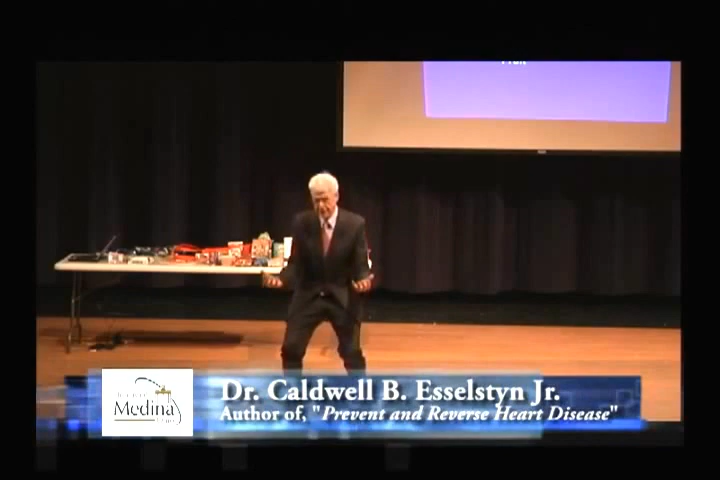 Dr. Caldwell B. Esselstyn Jr.
Author of, "Prevent and Reverse Heart Disease"
Medina